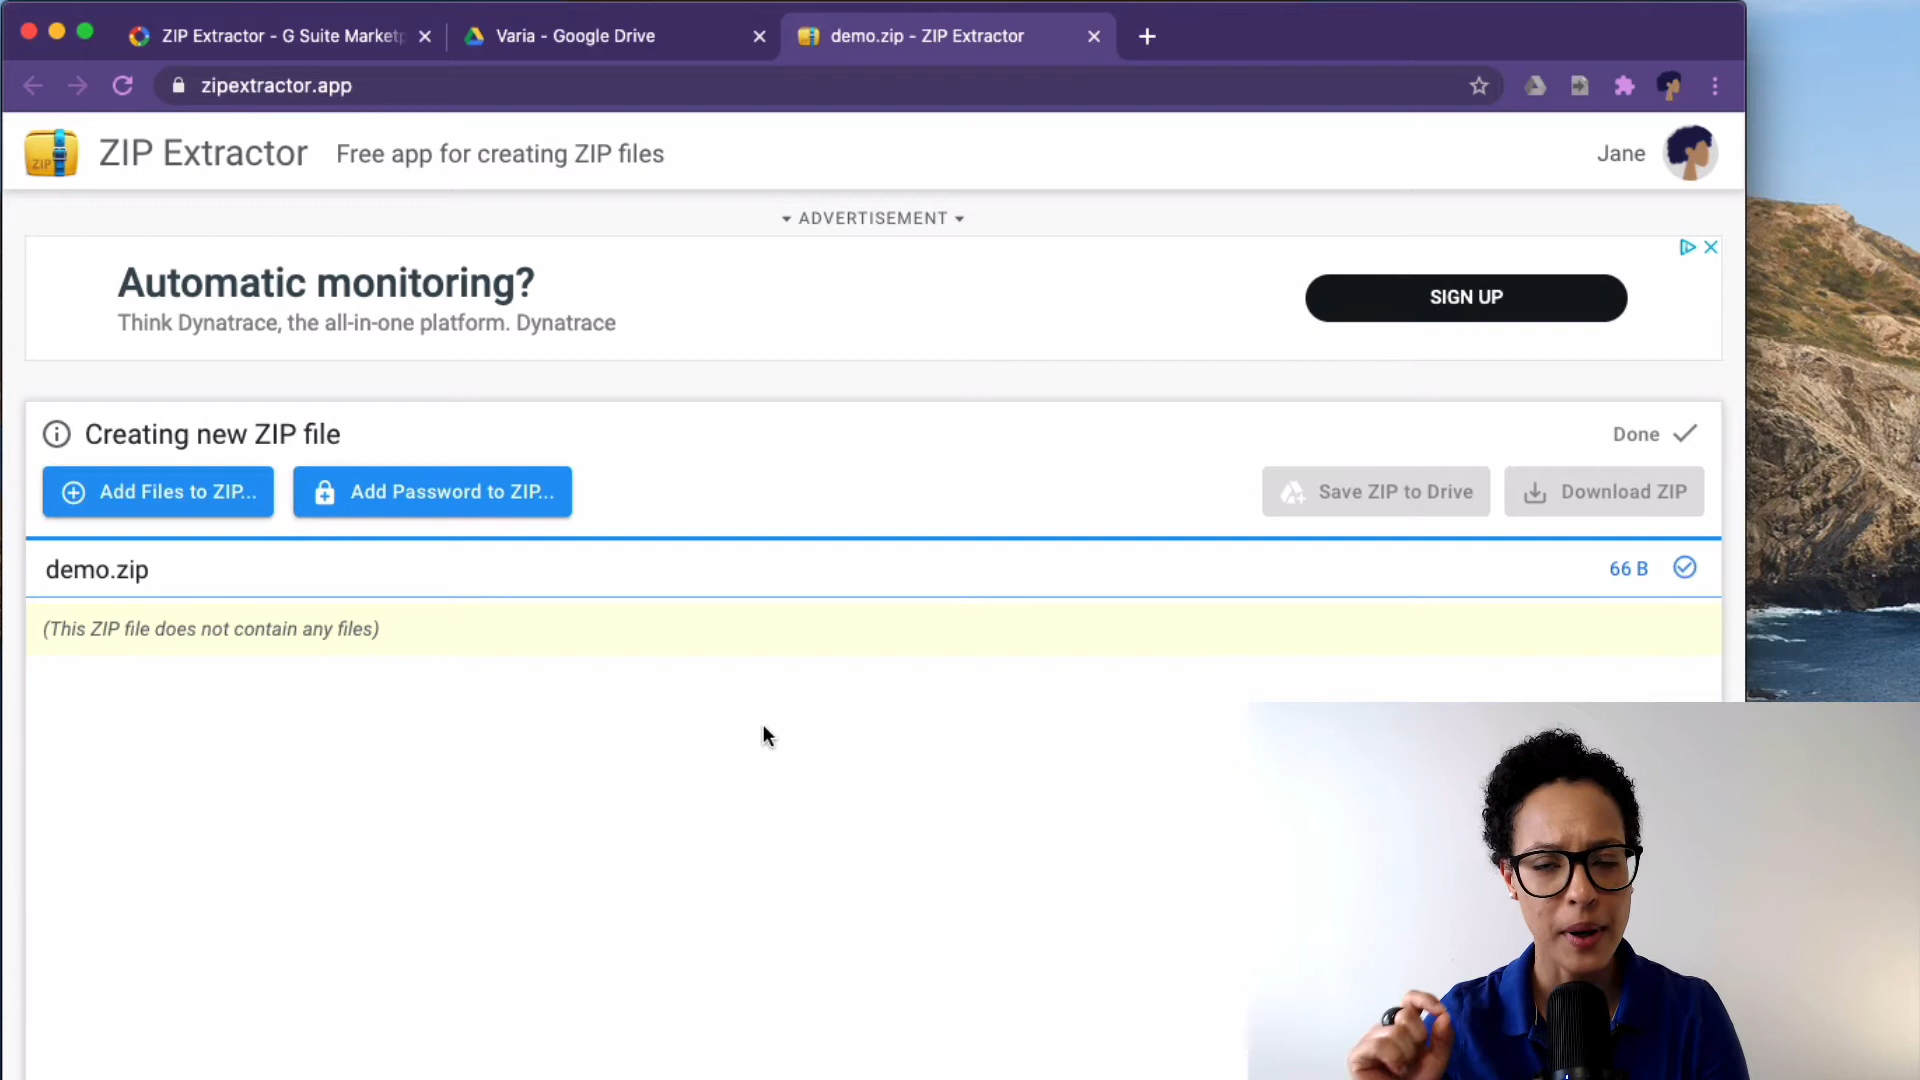 ZIP Extractor - G Suite Marketp
Varia - Google Drive
demo.zip - ZIP Extractor
zipextractor.app
ZIP
ZIP Extractor
Free app for creating ZIP files
Jane
ADVERTISEMENT
Automatic monitoring?
Think Dynatrace, the all-in-one platform. Dynatrace
SIGN UP
Creating new ZIP file
Done
Add Files to ZIP...
Add Password to ZIP...
Save ZIP to Drive
Download ZIP
demo.zip
66 B
(This ZIP file does not contain any files)